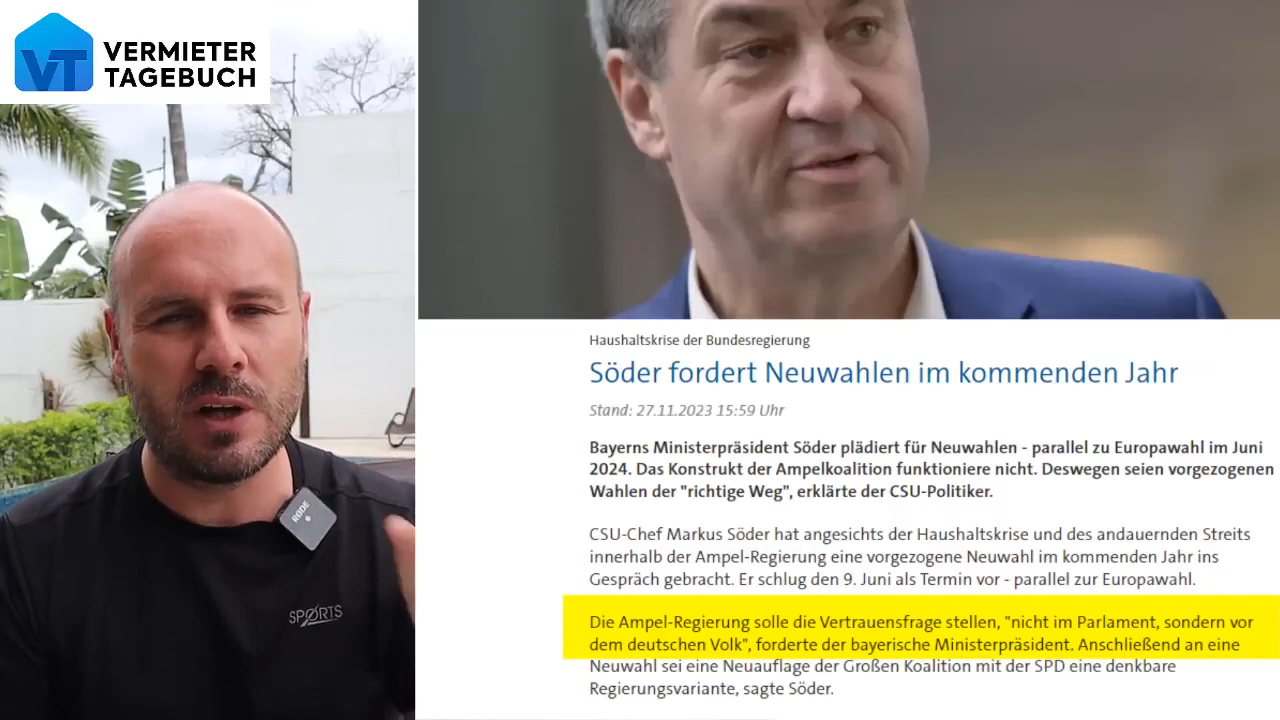 VERMIETER
TAGEBUCH
VT
RØDE
SPØRTS
Haushaltskrise der Bundesregierung
Söder fordert Neuwahlen im kommenden Jahr
Stand: 27.11.2023 15:59 Uhr
Bayerns Ministerpräsident Söder plädiert für Neuwahlen - parallel zu Europawahl im Juni
2024. Das Konstrukt der Ampelkoalition funktioniere nicht. Deswegen seien vorgezogenen
Wahlen der "richtige Weg", erklärte der CSU-Politiker.
CSU-Chef Markus Söder hat angesichts der Haushaltskrise und des andauernden Streits
innerhalb der Ampel-Regierung eine vorgezogene Neuwahl im kommenden Jahr ins
Gespräch gebracht. Er schlug den 9. Juni als Termin vor - parallel zur Europawahl.
Die Ampel-Regierung solle die Vertrauensfrage stellen, "nicht im Parlament, sondern vor
dem deutschen Volk", forderte der bayerische Ministerpräsident. Anschließend an eine
Neuwahl sei eine Neuauflage der Großen Koalition mit der SPD eine denkbare
Regierungsvariante, sagte Söder.